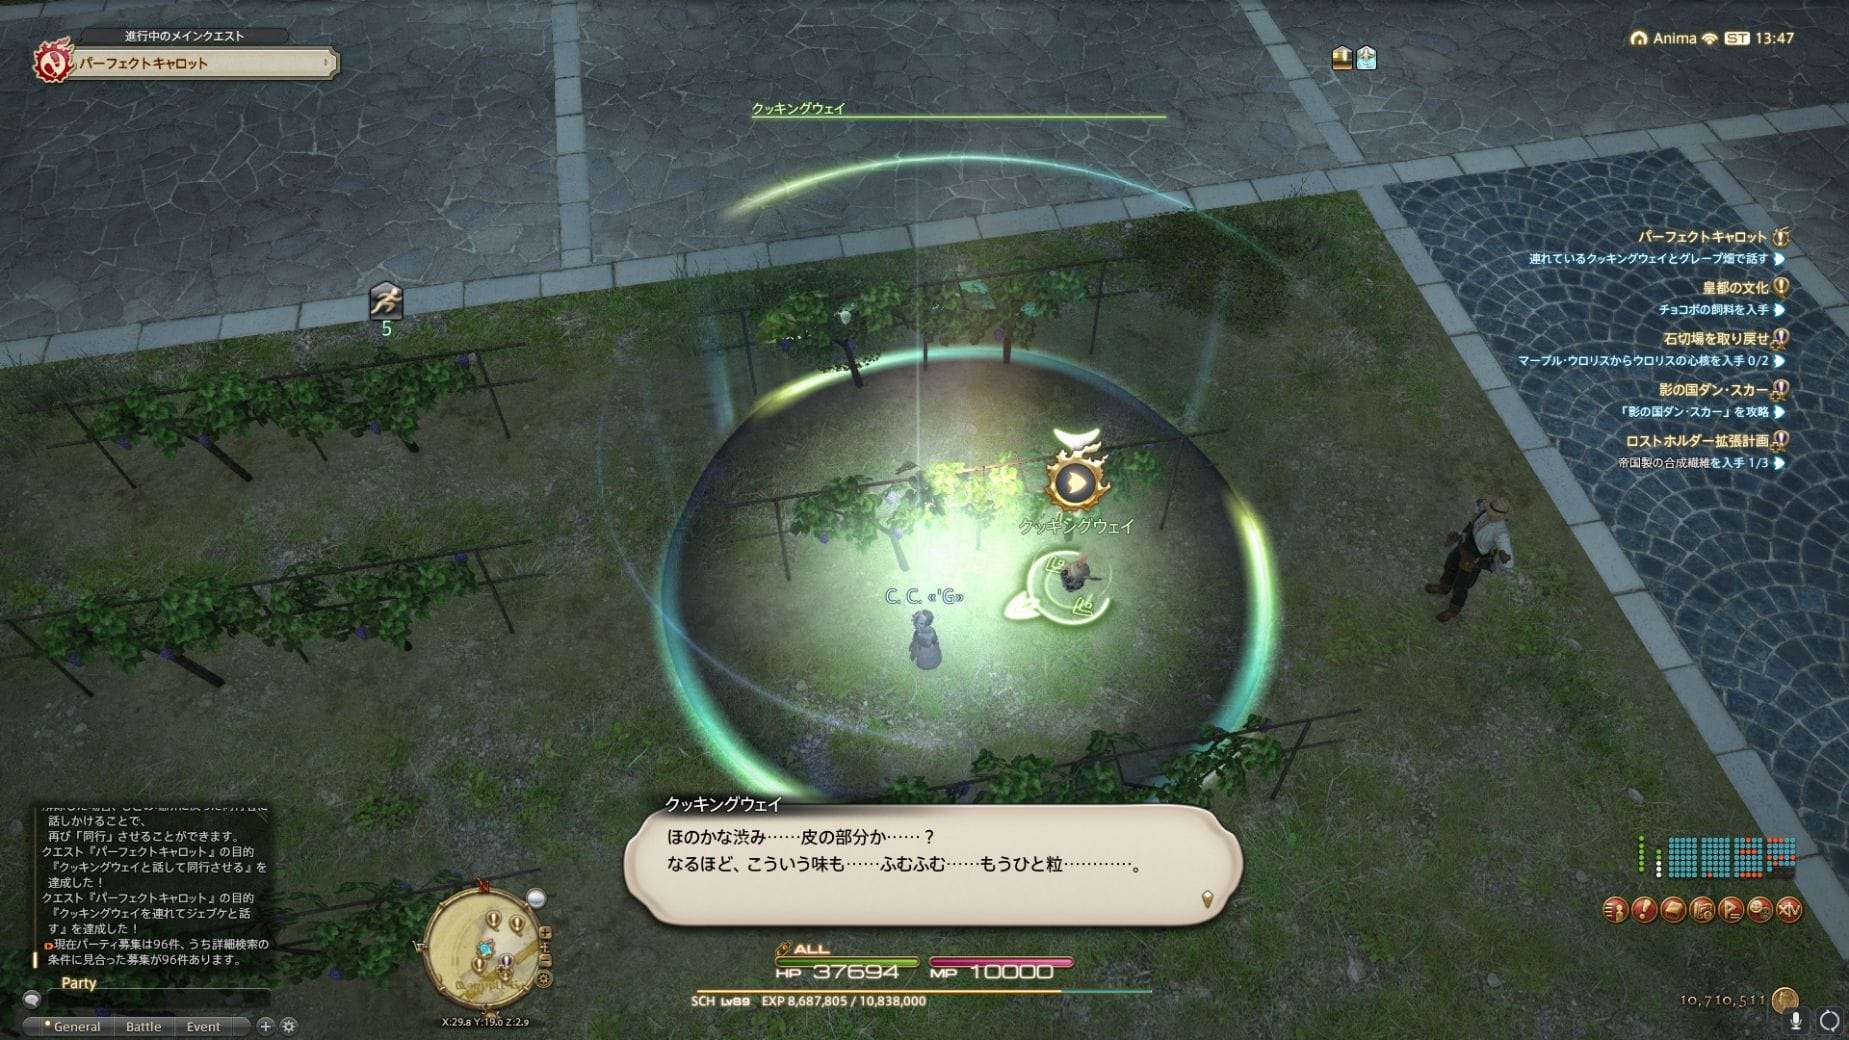 進行中のメインクエスト
パーフェクトキャロット
Anima ST 13:47
クッキングウェイ
5
パーフェクトキャロット
連れているクッキングウェイとグレープ畑で話す
皇都の文化
チョコボの飼料を入手
石切場を取り戻せ
マーブル・ウロリスからウロリスの心核を入手 0/2
影の国ダン・スカー
「影の国ダン・スカー」を攻略
ロストホルダー拡張計画
帝国製の合成繊維を入手 1/3
クッキングウェイ
C. C. «'G»
クッキングウェイ
ほのかな渋み……皮の部分か……？
なるほど、こういう味も……ふむふむ……もうひと粒…………。
話しかけることで、
再び「同行」させることができます。
クエスト『パーフェクトキャロット』の目的
『クッキングウェイと話して同行させる』を
達成した！
クエスト『パーフェクトキャロット』の目的
『クッキングウェイを連れてジェブケと話
す』を達成した！
現在パーティ募集は96件、うち詳細検索の
条件に見合った募集が96件あります。
Party
General Battle Event
X:29.8 Y:19.0 Z:2.9
ALL
HP 37694 MP 10000
SCH Lv89 EXP 8,687,805 / 10,838,000
XIV
10,710,511